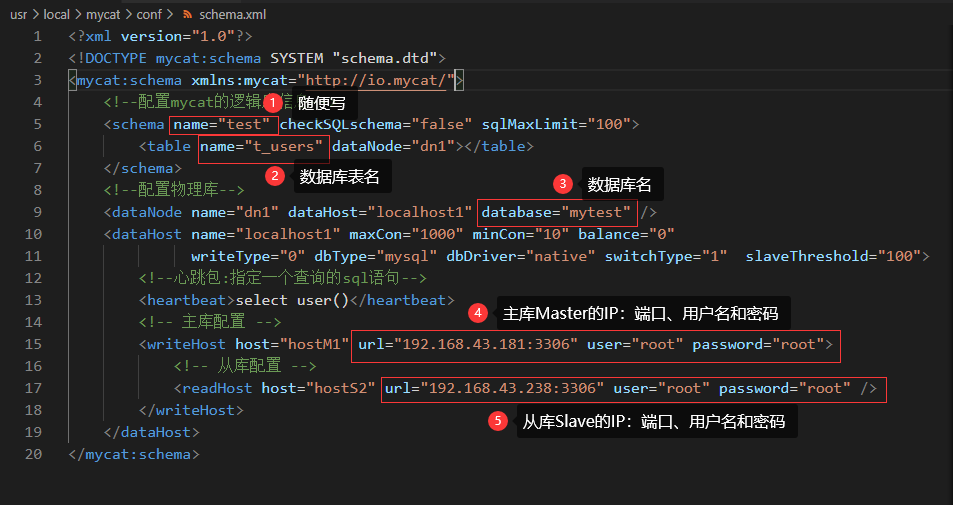 usr > local > mycat > conf > schema.xml
1 <?xml version="1.0"?>
2 <!DOCTYPE mycat:schema SYSTEM "schema.dtd">
3 <mycat:schema xmlns:mycat="http://io.mycat/">
4 <!--配置mycat的逻辑
1 随便写
5 <schema name="test" checkSQLschema="false" sqlMaxLimit="100">
6 <table name="t_users" dataNode="dn1"></table>
7 </schema>
2 数据库表名
3 数据库名
8 <!--配置物理库-->
9 <dataNode name="dn1" dataHost="localhost1" database="mytest" />
10 <dataHost name="localhost1" maxCon="1000" minCon="10" balance="0"
11 writeType="0" dbType="mysql" dbDriver="native" switchType="1" slaveThreshold="100">
12 <!--心跳包:指定一个查询的sql语句-->
13 <heartbeat>select user()</heartbeat>
4 主库Master的IP：端口、用户名和密码
14 <!-- 主库配置 -->
15 <writeHost host="hostM1" url="192.168.43.181:3306" user="root" password="root">
16 <!-- 从库配置 -->
17 <readHost host="hostS2" url="192.168.43.238:3306" user="root" password="root" />
18 </writeHost>
5 从库Slave的IP：端口、用户名和密码
19 </dataHost>
20 </mycat:schema>